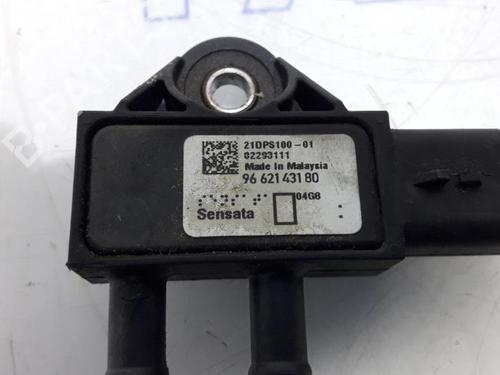 21DPS100-01
02293111
Made In Malaysia
96 621 431 80
04G8
Sensata